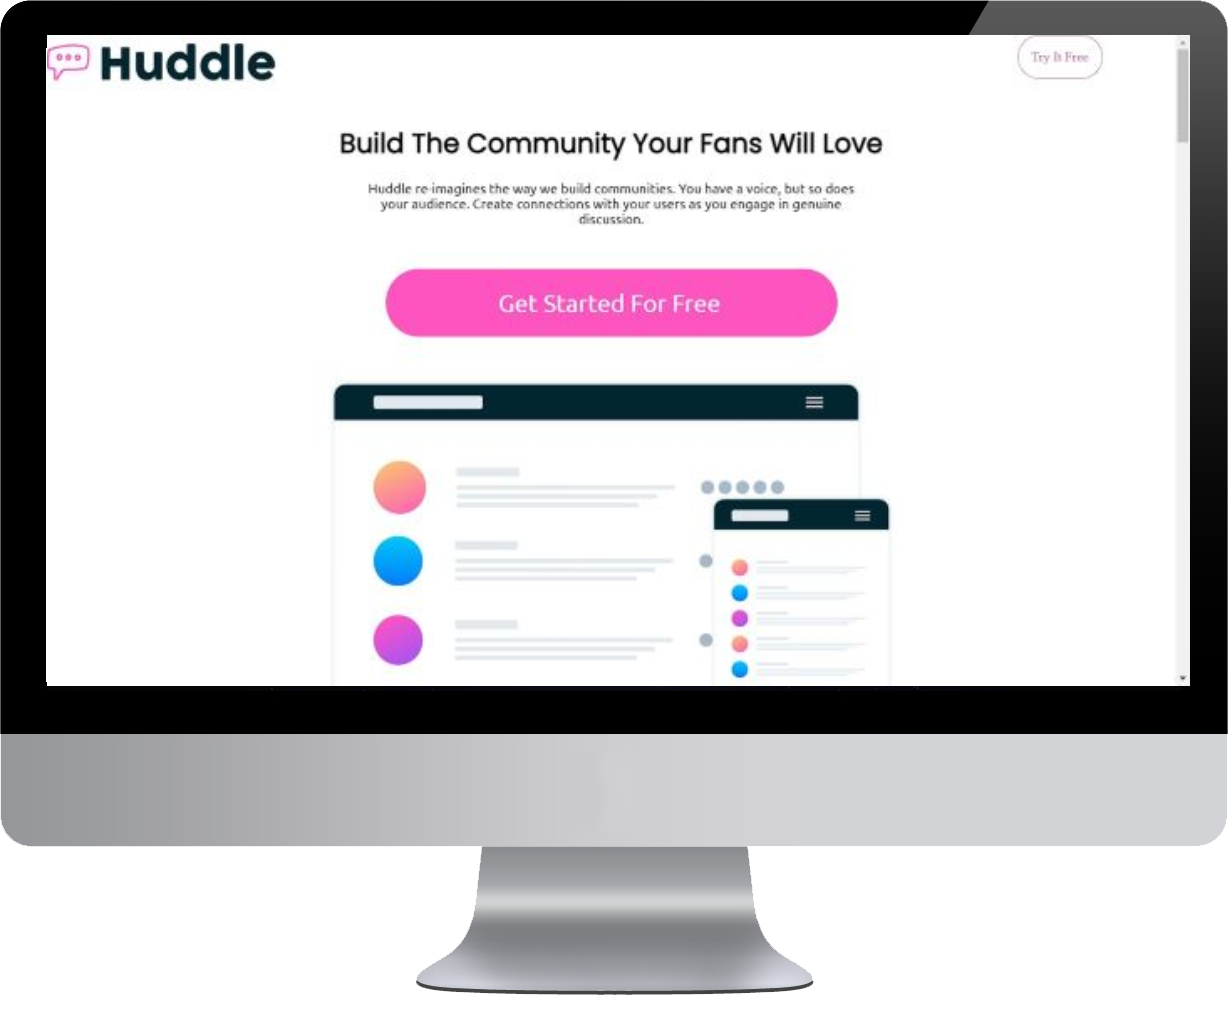 Huddle
Try It Free
Build The Community Your Fans Will Love
Huddle re-imagines the way we build communities. You have a voice, but so does
your audience. Create connections with your users as you engage in genuine
discussion.
Get Started For Free